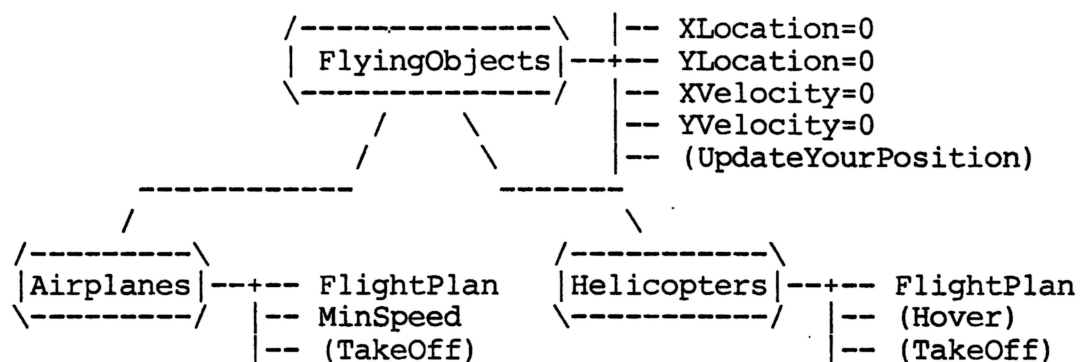 XLocation=0
FlyingObjects YLocation=0
XVelocity=0
YVelocity=0
(UpdateYourPosition)
Airplanes FlightPlan Helicopters FlightPlan
MinSpeed (Hover)
(TakeOff) (TakeOff)